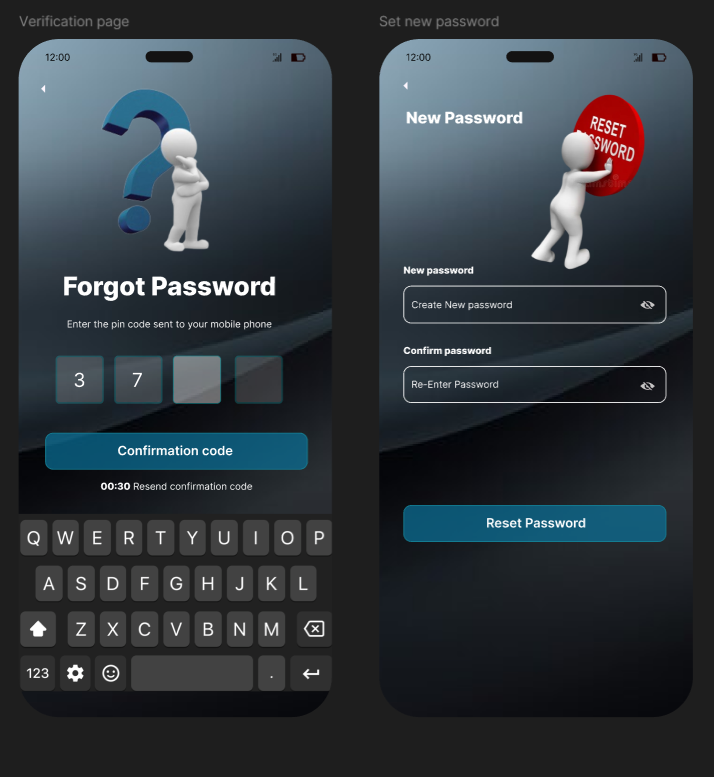 Verification page
12:00
Forgot Password
Enter the pin code sent to your mobile phone
3 7
Confirmation code
00:30 Resend confirmation code
Q W E R T Y U I O P
A S D F G H J K L
Z X C V B N M
123 .
Set new password
12:00
New Password
RESET
PASSWORD
New password
Create New password
Confirm password
Re-Enter Password
Reset Password